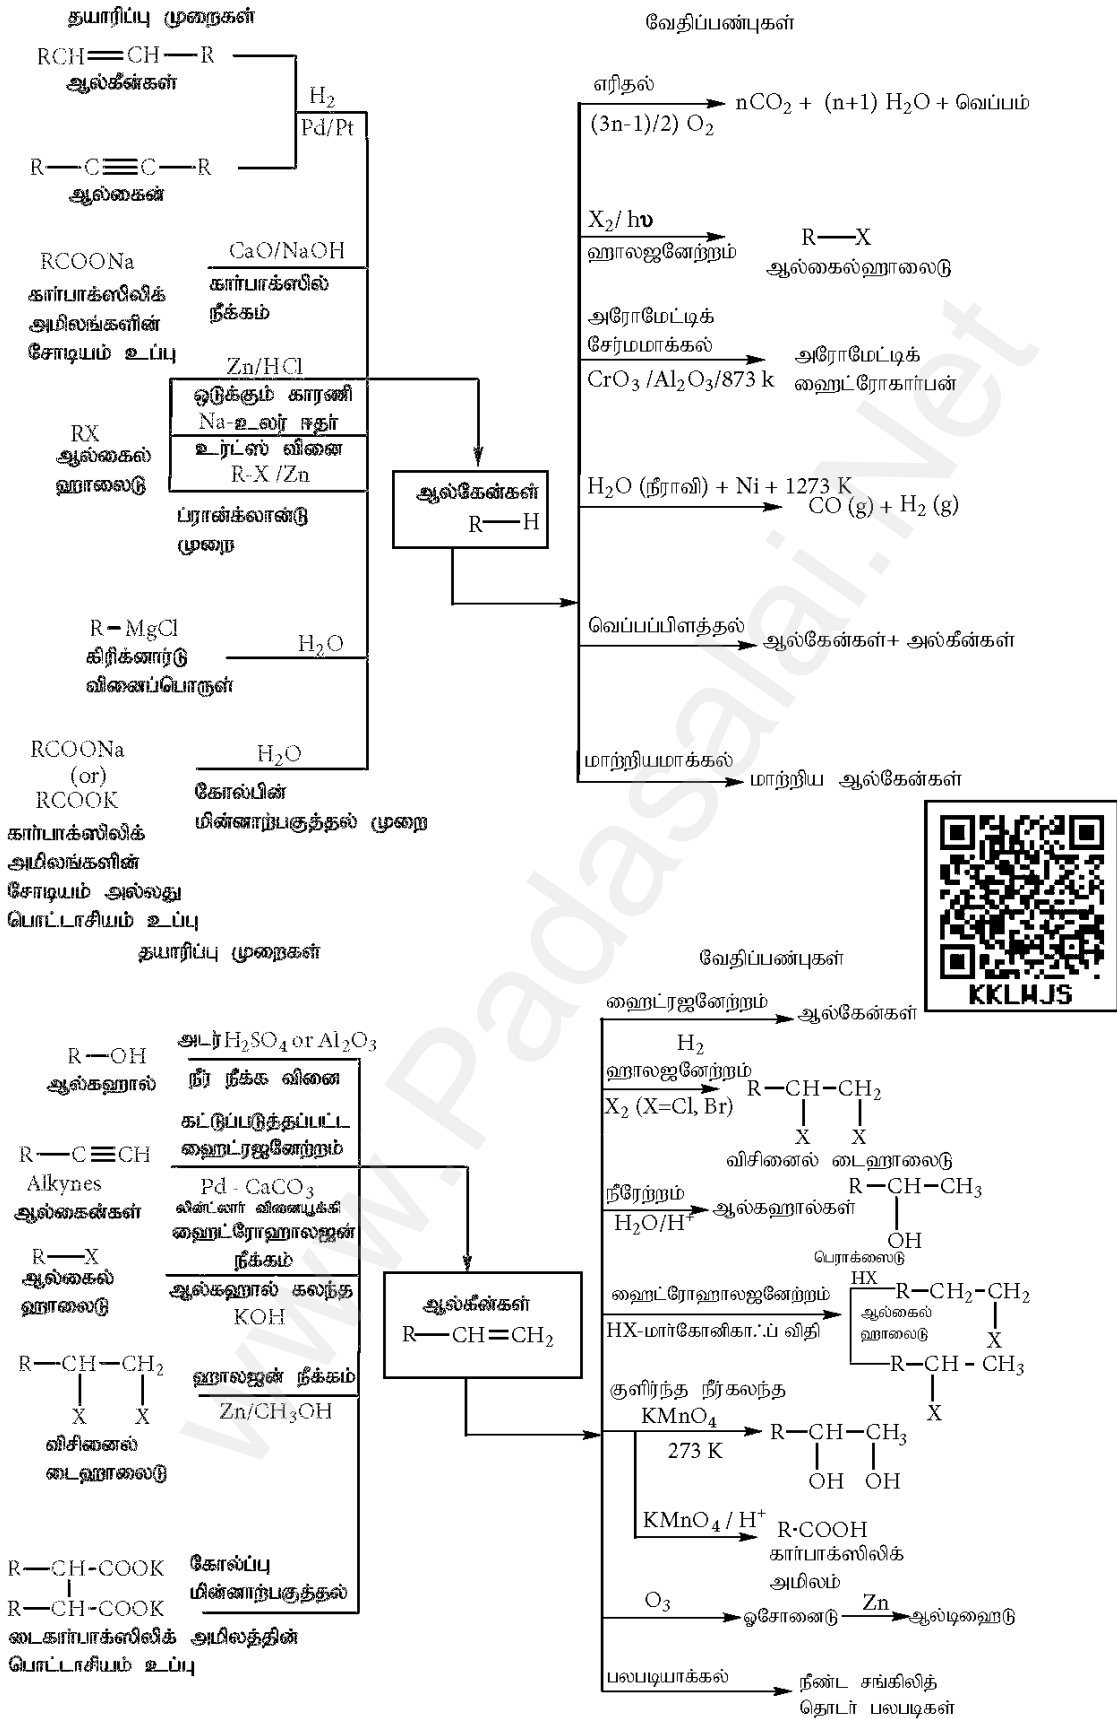 தயாரிப்பு முறைகள்
வேதிப்பண்புகள்
RCH═CH—R
ஆல்கீன்கள்
H2
Pd/Pt
R—C≡C—R
ஆல்கைன்
RCOONa
கார்பாக்ஸிலிக்
அமிலங்களின்
சோடியம் உப்பு
CaO/NaOH
கார்பாக்ஸில்
நீக்கம்
RX
ஆல்கைல்
ஹாலைடு
Zn/HCl
ஒடுக்கும் காரணி
Na-உலர் ஈதர்
உர்ட்ஸ் வினை
R-X /Zn
ப்ரான்க்லான்டு
முறை
R–MgCl
கிரிக்னார்டு
வினைப்பொருள்
H2O
RCOONa
(or)
RCOOK
கார்பாக்ஸிலிக்
அமிலங்களின்
சோடியம் அல்லது
பொட்டாசியம் உப்பு
H2O
கோல்பின்
மின்னாற்பகுத்தல் முறை
ஆல்கேன்கள்
R—H
எரிதல்
(3n-1)/2) O2
nCO2 + (n+1) H2O + வெப்பம்
X2/ hυ
ஹாலஜனேற்றம்
R—X
ஆல்கைல்ஹாலைடு
அரோமேட்டிக்
சேர்மமாக்கல்
CrO3 /Al2O3/873 k
அரோமேட்டிக்
ஹைட்ரோகார்பன்
H2O (நீராவி) + Ni + 1273 K
CO (g) + H2 (g)
வெப்பப்பிளத்தல்
ஆல்கேன்கள்+ அல்கீன்கள்
மாற்றியமாக்கல்
மாற்றிய ஆல்கேன்கள்
KKLWJS
தயாரிப்பு முறைகள்
வேதிப்பண்புகள்
R—OH
ஆல்கஹால்
அடர் H2SO4 or Al2O3
நீர் நீக்க வினை
R—C≡CH
Alkynes
ஆல்கைன்கள்
கட்டுப்படுத்தப்பட்ட
ஹைட்ரஜனேற்றம்
Pd - CaCO3
லின்ட்லார் வினையூக்கி
R—X
ஆல்கைல்
ஹாலைடு
ஹைட்ரோஹாலஜன்
நீக்கம்
ஆல்கஹால் கலந்த
KOH
R—CH—CH2
X X
விசினைல்
டைஹாலைடு
ஹாலஜன் நீக்கம்
Zn/CH3OH
R—CH-COOK
R—CH-COOK
டைகார்பாக்ஸிலிக் அமிலத்தின்
பொட்டாசியம் உப்பு
கோல்ப்பு
மின்னாற்பகுத்தல்
ஆல்கீன்கள்
R—CH=CH2
ஹைட்ரஜனேற்றம்
H2
ஆல்கேன்கள்
ஹாலஜனேற்றம்
X2 (X=Cl, Br)
R—CH—CH2
X X
விசினைல் டைஹாலைடு
நீரேற்றம்
H2O/H+
ஆல்கஹால்கள்
R—CH—CH3
OH
பெராக்ஸைடு
HX
ஹைட்ரோஹாலஜனேற்றம்
HX-மார்கோனிகாஃப் விதி
R—CH2—CH2
X
ஆல்கைல்
ஹாலைடு
R—CH—CH3
X
குளிர்ந்த நீர்கலந்த
KMnO4
273 K
R—CH—CH3
OH OH
KMnO4 / H+
R·COOH
கார்பாக்ஸிலிக்
அமிலம்
O3
ஓசோனைடு
Zn
ஆல்டிஹைடு
பலபடியாக்கல்
நீண்ட சங்கிலித்
தொடர் பலபடிகள்
www.Padasalai.Net